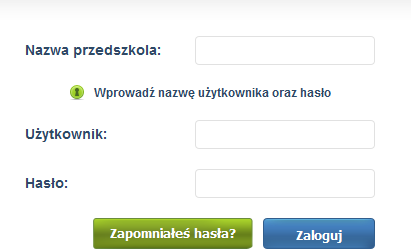 Nazwa przedszkola:
Wprowadź nazwę użytkownika oraz hasło
Użytkownik:
Hasło:
Zapomniałeś hasła?
Zaloguj